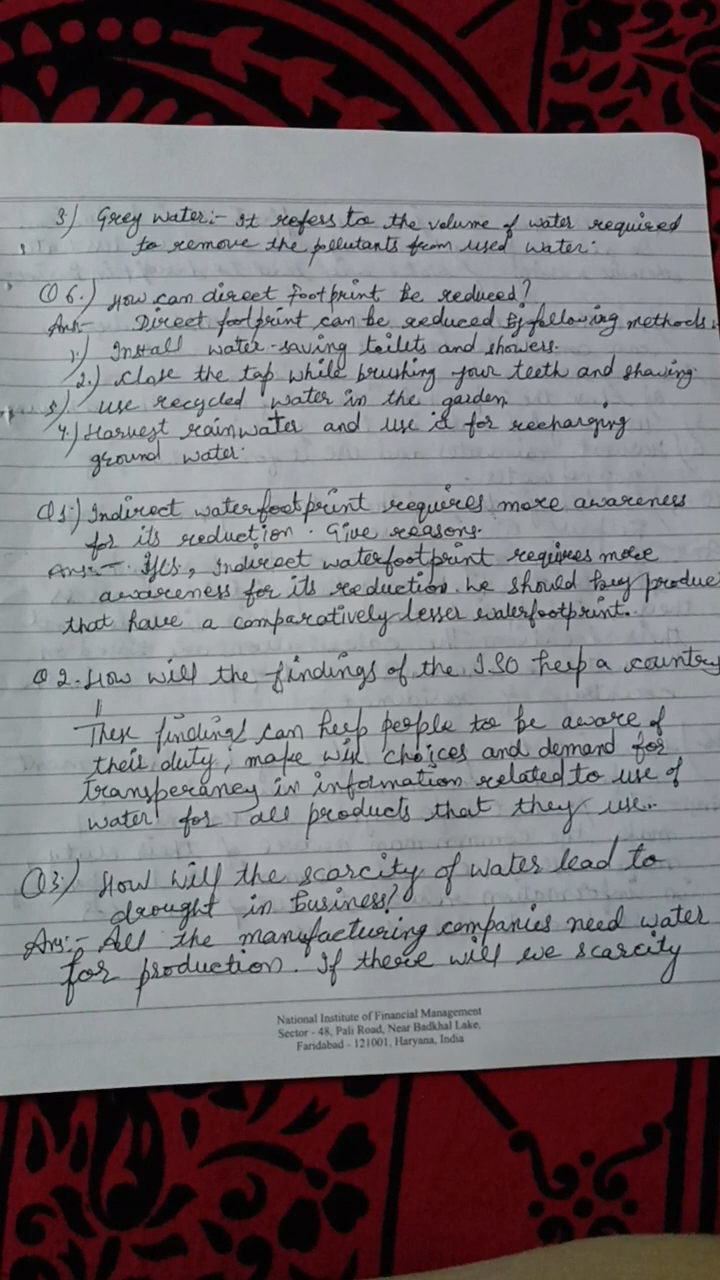 3.) Grey water:- It refers to the volume of water required
to remove the pollutants from used water.
Q 6.) How can direct footprint be reduced?
Ans:- Direct footprint can be reduced by following methods:
1.) Install water-saving toilets and showers.
2.) Close the tap while brushing your teeth and shaving.
3) use recycled water in the garden.
4.) Harvest rainwater and use it for recharging
ground water.
Q1:) Indirect waterfootprint requires more awareness
for its reduction. Give reasons.
Ans:- Yes, Indirect waterfootprint requires more
awareness for its reduction. We should buy produc
that have a comparatively lesser waterfootprint..
Q 2. How will the findings of the ISO help a country
These findings can help people to be aware of
their duty; make wise choices and demand for
transperancy in information related to use of
water for all products that they use..
Q3:) How will the scarcity of water lead to
drought in business?
Ans:- All the manufacturing companies need water
for production. If there will we scarcity
National Institute of Financial Management
Sector - 48, Pali Road, Near Badkhal Lake,
Faridabad - 121001, Haryana, India